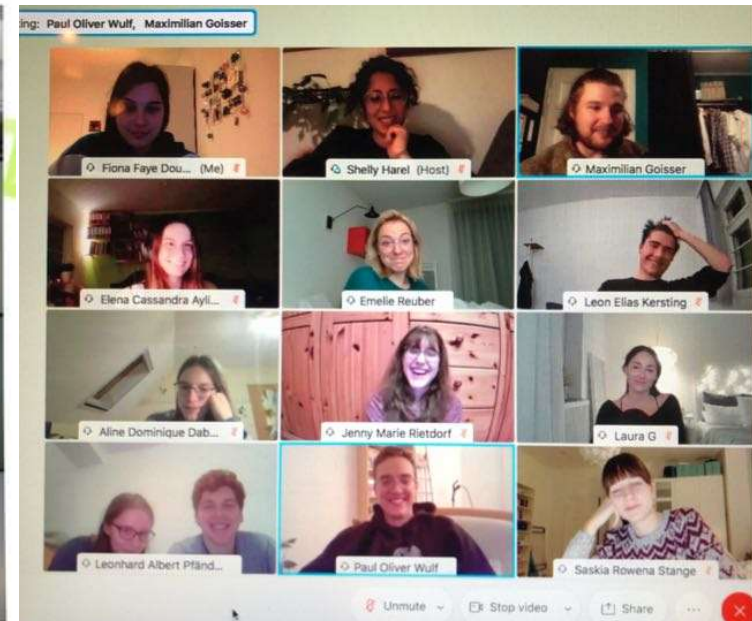 ing: Paul Oliver Wulf, Maximilian Goisser
Fiona Faye Dou... (Me)
Shelly Harel (Host)
Maximilian Goisser
Elena Cassandra Ayli...
Emelie Reuber
Leon Elias Kersting
Aline Dominique Dab...
Jenny Marie Rietdorf
Laura G
Leonhard Albert Pfänd...
Paul Oliver Wulf
Saskia Rowena Stange
Unmute Stop video Share ...